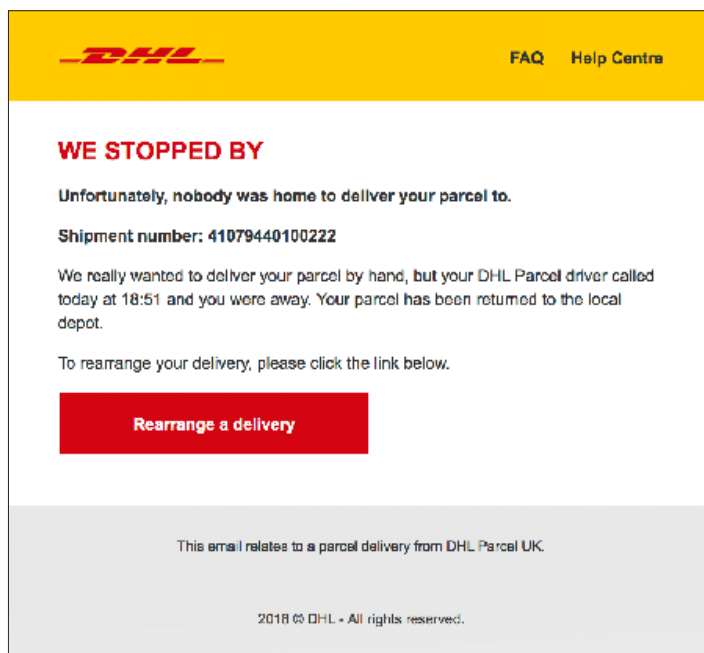 DHL
FAQ Help Centre
WE STOPPED BY
Unfortunately, nobody was home to deliver your parcel to.
Shipment number: 41079440100222
We really wanted to deliver your parcel by hand, but your DHL Parcel driver called
today at 18:51 and you were away. Your parcel has been returned to the local
depot.
To rearrange your delivery, please click the link below.
Rearrange a delivery
This email relates to a parcel delivery from DHL Parcel UK.
2018 © DHL - All rights reserved.